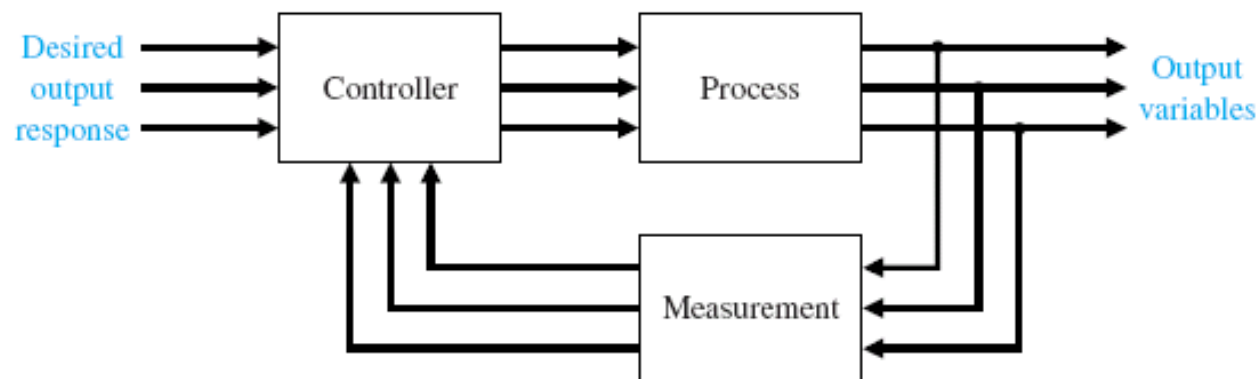 Desired
output
response
Controller
Process
Output
variables
Measurement